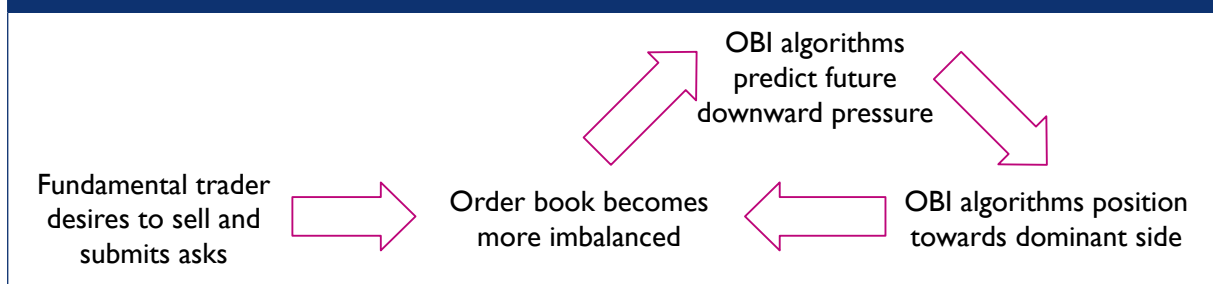 Fundamental trader
desires to sell and
submits asks
Order book becomes
more imbalanced
OBI algorithms
predict future
downward pressure
OBI algorithms position
towards dominant side